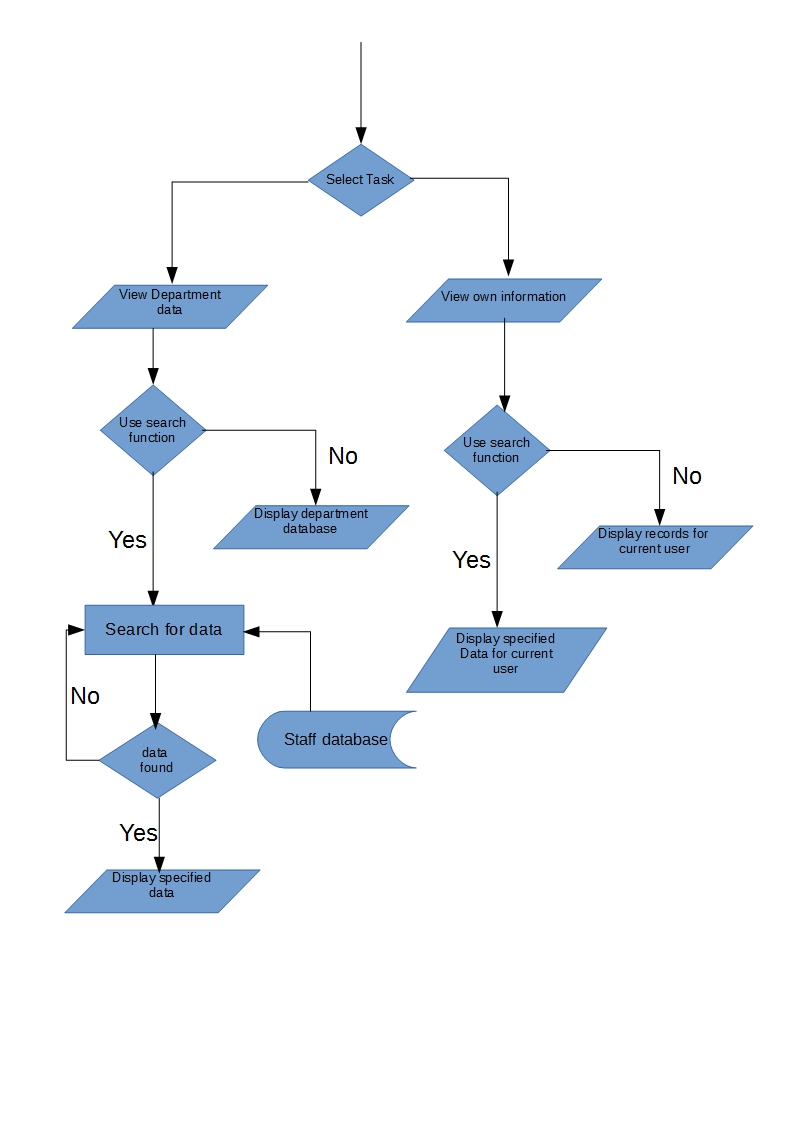 Select Task
View Department
data
View own information
Use search
function
No
Display department
database
Yes
Use search
function
No
Display records for
current user
Yes
Search for data
No
Display specified
Data for current
user
Staff database
data
found
Yes
Display specified
data